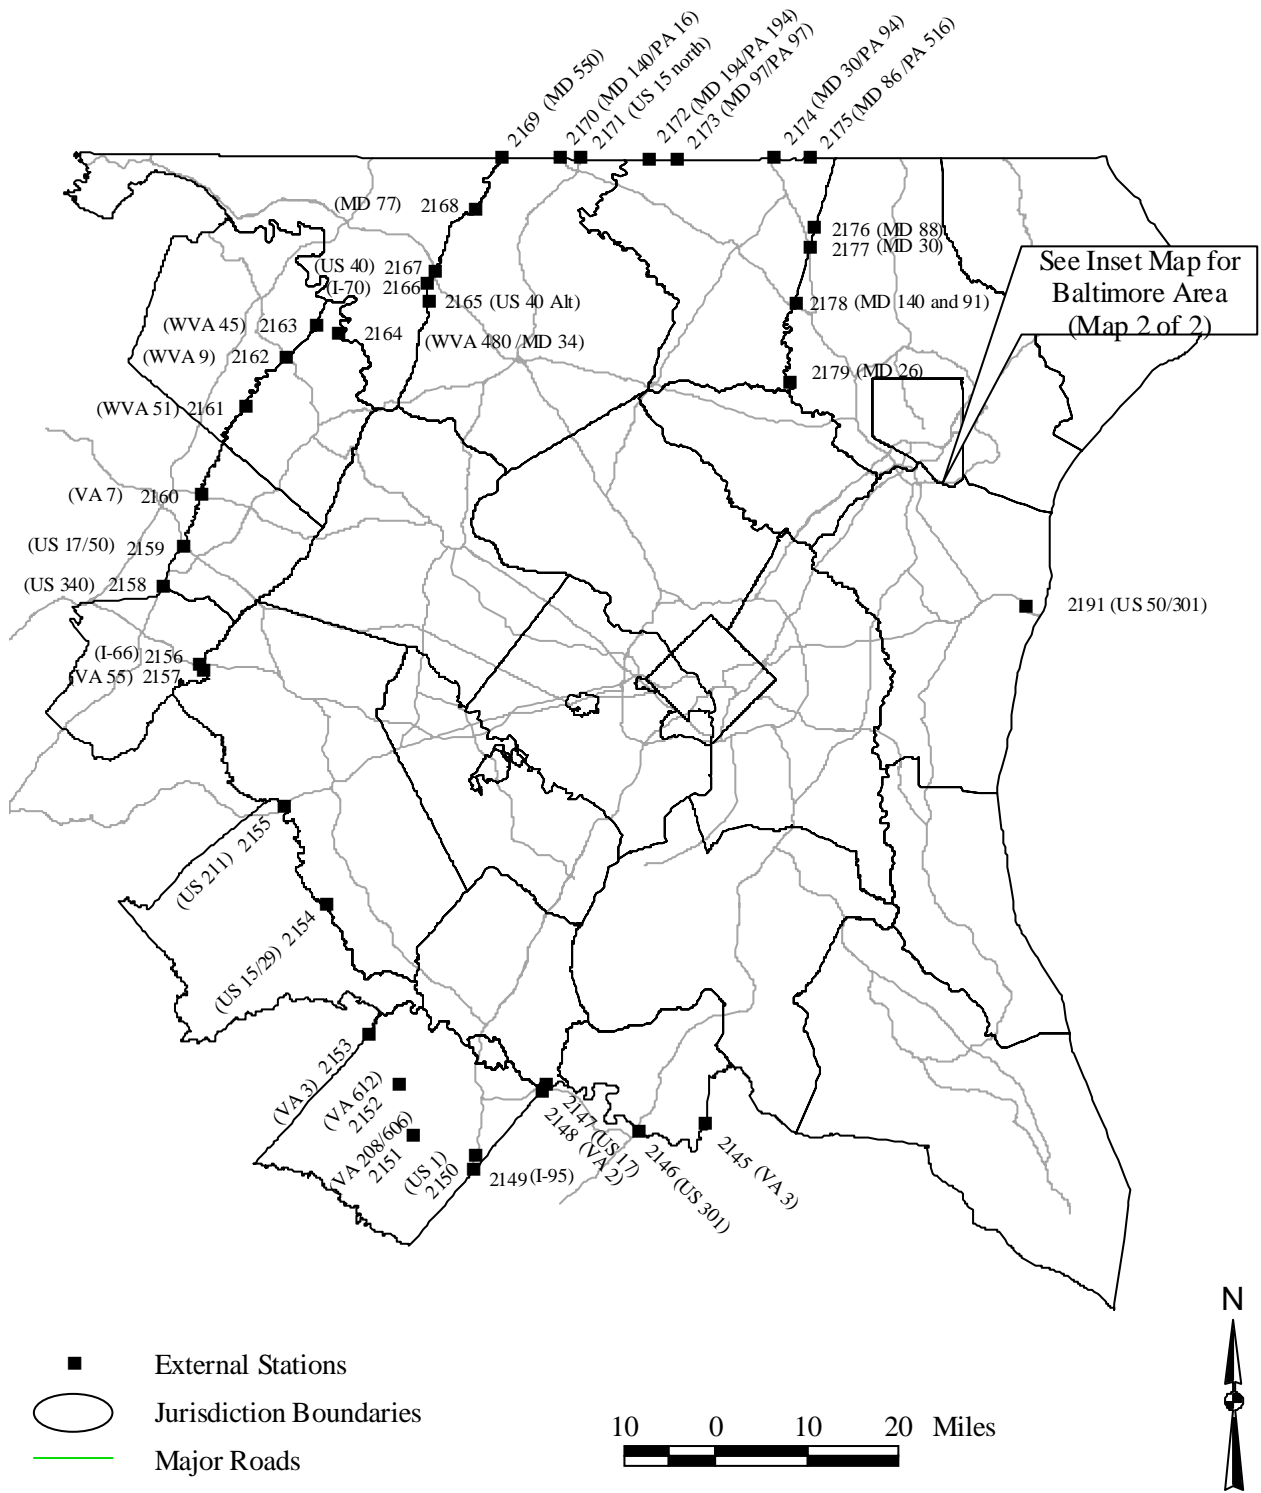 2169 (MD 550)
2170 (MD 140/PA 16)
2171 (US 15 north)
2172 (MD 194/PA 194)
2173 (MD 97/PA 97)
2174 (MD 30/PA 94)
2175 (MD 86 /PA 516)
(MD 77) 2168
2176 (MD 88)
2177 (MD 30)
(US 40) 2167
(I-70) 2166
2165 (US 40 Alt)
2178 (MD 140 and 91)
See Inset Map for
Baltimore Area
(Map 2 of 2)
(WVA 45) 2163
2164
(WVA 480 /MD 34)
(WVA 9) 2162
2179 (MD 26)
(WVA 51) 2161
(VA 7) 2160
(US 17/50) 2159
(US 340) 2158
2191 (US 50/301)
(I-66) 2156
(VA 55) 2157
(US 211) 2155
(US 15/29) 2154
(VA 3) 2153
(VA 612)
2152
(VA 208/606)
2151
(US 1)
2150
2149 (I-95)
2147 (US 17)
2148 (VA 2)
2146 (US 301)
2145 (VA 3)
N
External Stations
Jurisdiction Boundaries
Major Roads
10 0 10 20 Miles